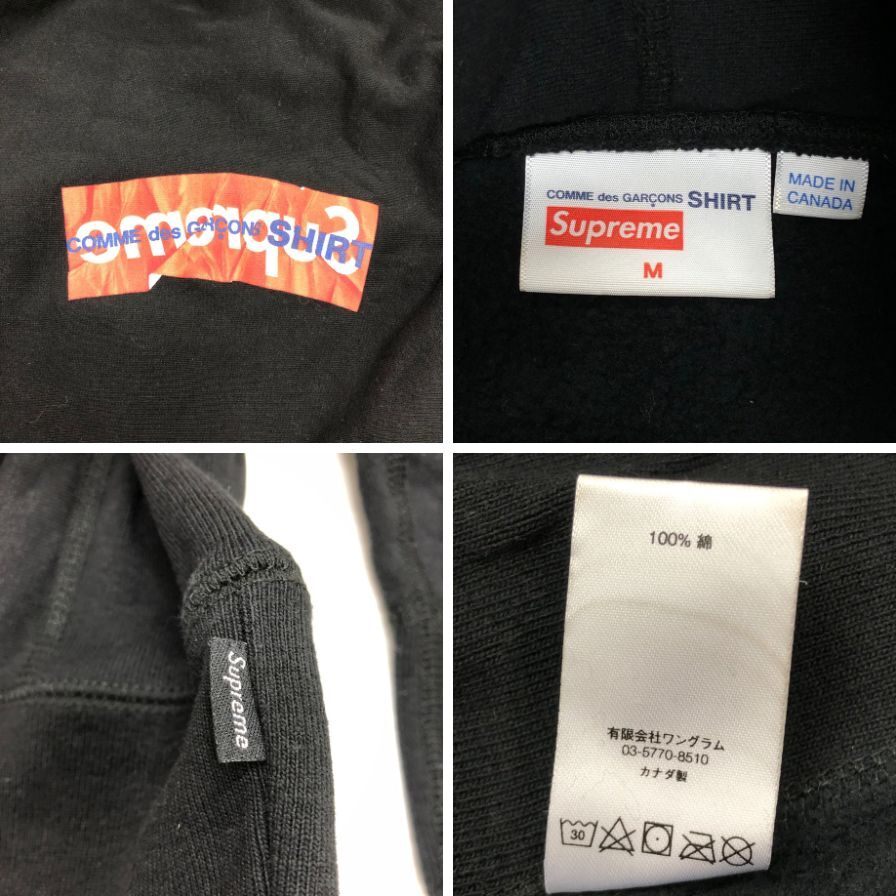 Supreme
COMME des GARÇONS SHIRT
COMME des GARÇONS SHIRT
Supreme
M
MADE IN
CANADA
Supreme
100% 綿
有限会社ワングラム
03-5770-8510
カナダ製
30